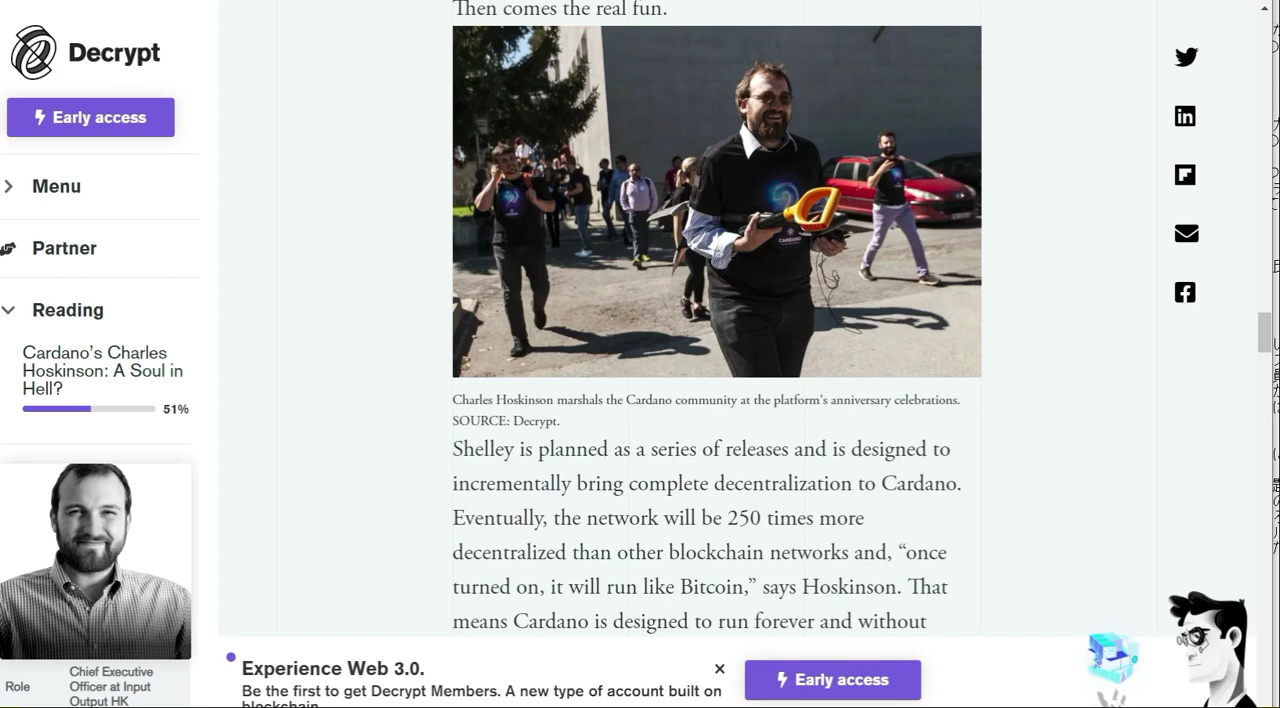 Decrypt
Early access
Menu
Partner
Reading
Cardano's Charles
Hoskinson: A Soul in
Hell?
51%
Role
Chief Executive
Officer at Input
Output HK
Then comes the real fun.
CARDANO
Charles Hoskinson marshals the Cardano community at the platform's anniversary celebrations.
SOURCE: Decrypt.
Shelley is planned as a series of releases and is designed to
incrementally bring complete decentralization to Cardano.
Eventually, the network will be 250 times more
decentralized than other blockchain networks and, “once
turned on, it will run like Bitcoin,” says Hoskinson. That
means Cardano is designed to run forever and without
Experience Web 3.0.
Be the first to get Decrypt Members. A new type of account built on
blockchain
Early access